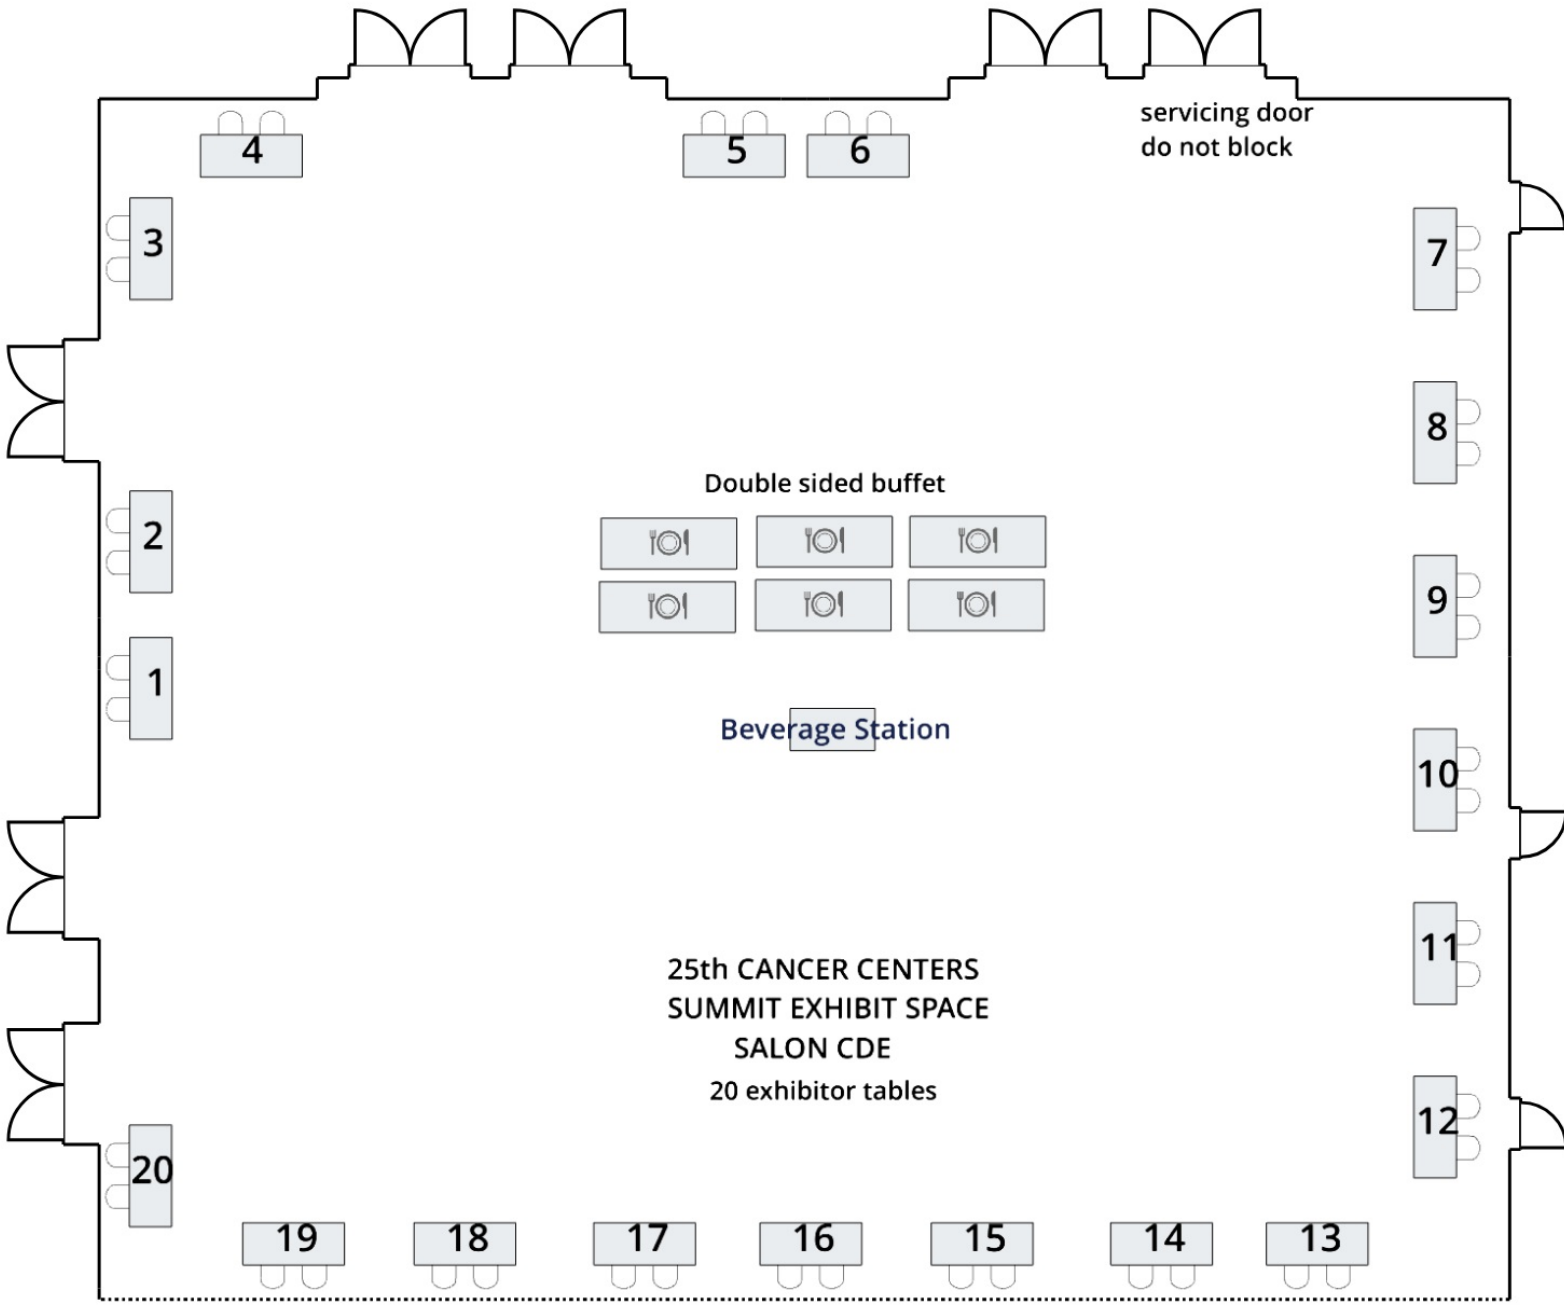 servicing door
do not block
4
5
6
3
7
8
Double sided buffet
2
9
1
Beverage Station
10
11
25th CANCER CENTERS
SUMMIT EXHIBIT SPACE
SALON CDE
20 exhibitor tables
12
20
19
18
17
16
15
14
13